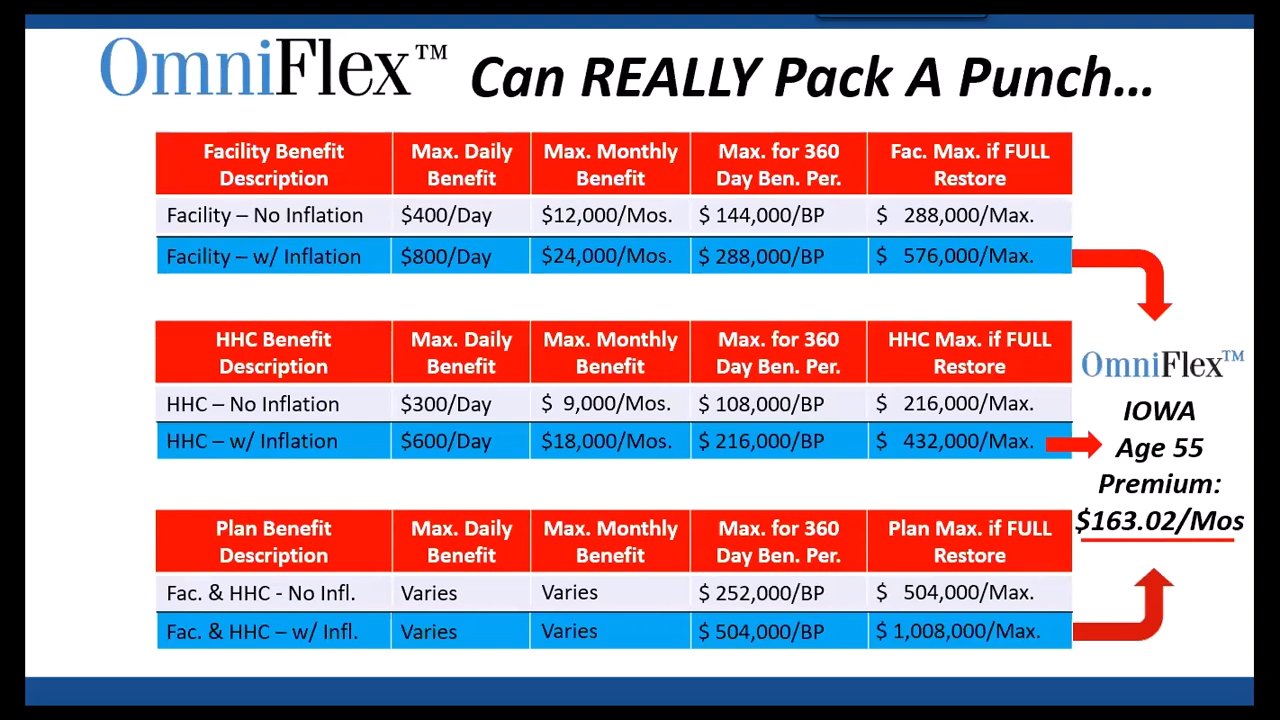 OmniFlex™ Can REALLY Pack A Punch...
Facility Benefit Description Max. Daily Benefit Max. Monthly Benefit Max. for 360 Day Ben. Per. Fac. Max. if FULL Restore
Facility – No Inflation $400/Day $12,000/Mos. $ 144,000/BP $ 288,000/Max.
Facility – w/ Inflation $800/Day $24,000/Mos. $ 288,000/BP $ 576,000/Max.
HHC Benefit Description Max. Daily Benefit Max. Monthly Benefit Max. for 360 Day Ben. Per. HHC Max. if FULL Restore
HHC – No Inflation $300/Day $ 9,000/Mos. $ 108,000/BP $ 216,000/Max.
HHC – w/ Inflation $600/Day $18,000/Mos. $ 216,000/BP $ 432,000/Max.
Plan Benefit Description Max. Daily Benefit Max. Monthly Benefit Max. for 360 Day Ben. Per. Plan Max. if FULL Restore
Fac. & HHC - No Infl. Varies Varies $ 252,000/BP $ 504,000/Max.
Fac. & HHC – w/ Infl. Varies Varies $ 504,000/BP $ 1,008,000/Max.
OmniFlex™
IOWA
Age 55
Premium:
$163.02/Mos